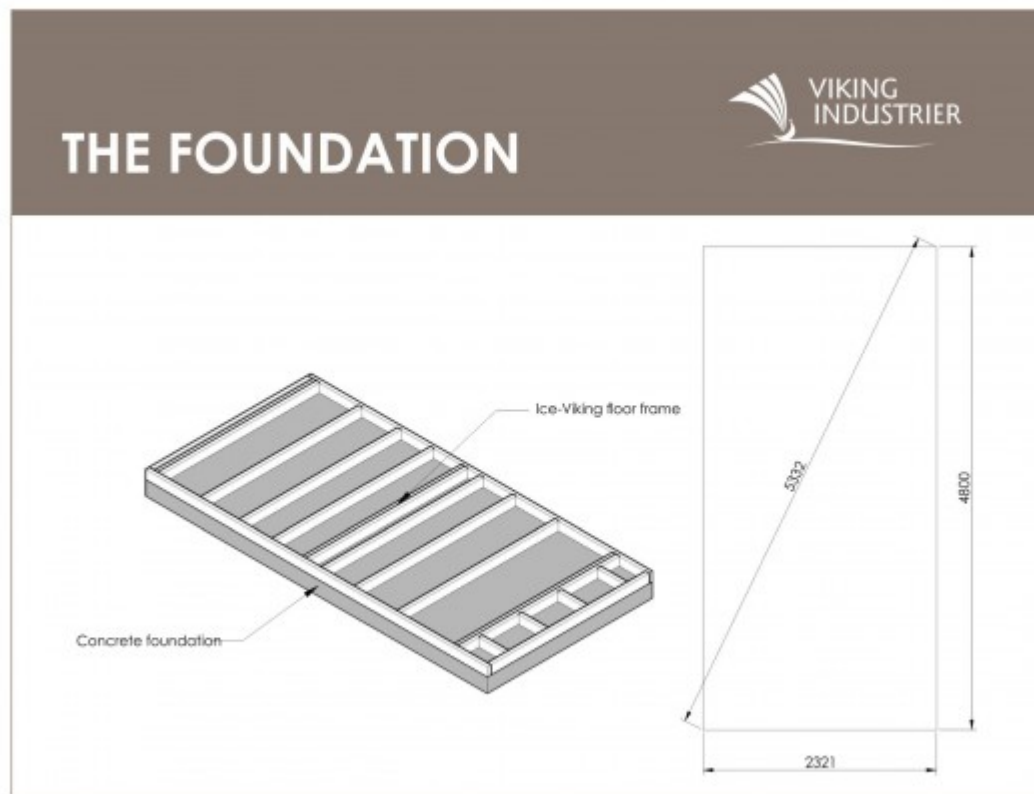 VIKING
INDUSTRIER
THE FOUNDATION
Ice-Viking floor frame
Concrete foundation
5332
4800
2321